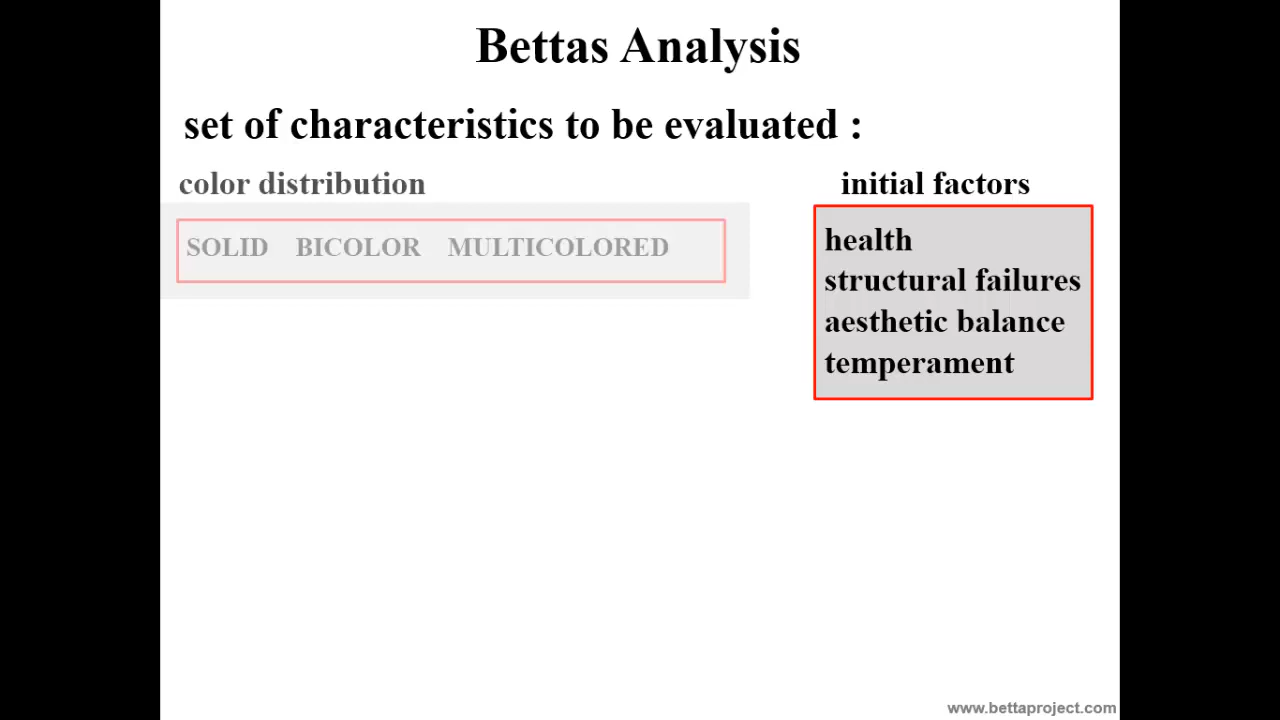 Bettas Analysis
set of characteristics to be evaluated :
color distribution
SOLID BICOLOR MULTICOLORED
initial factors
health
structural failures
aesthetic balance
temperament
www.bettaproject.com